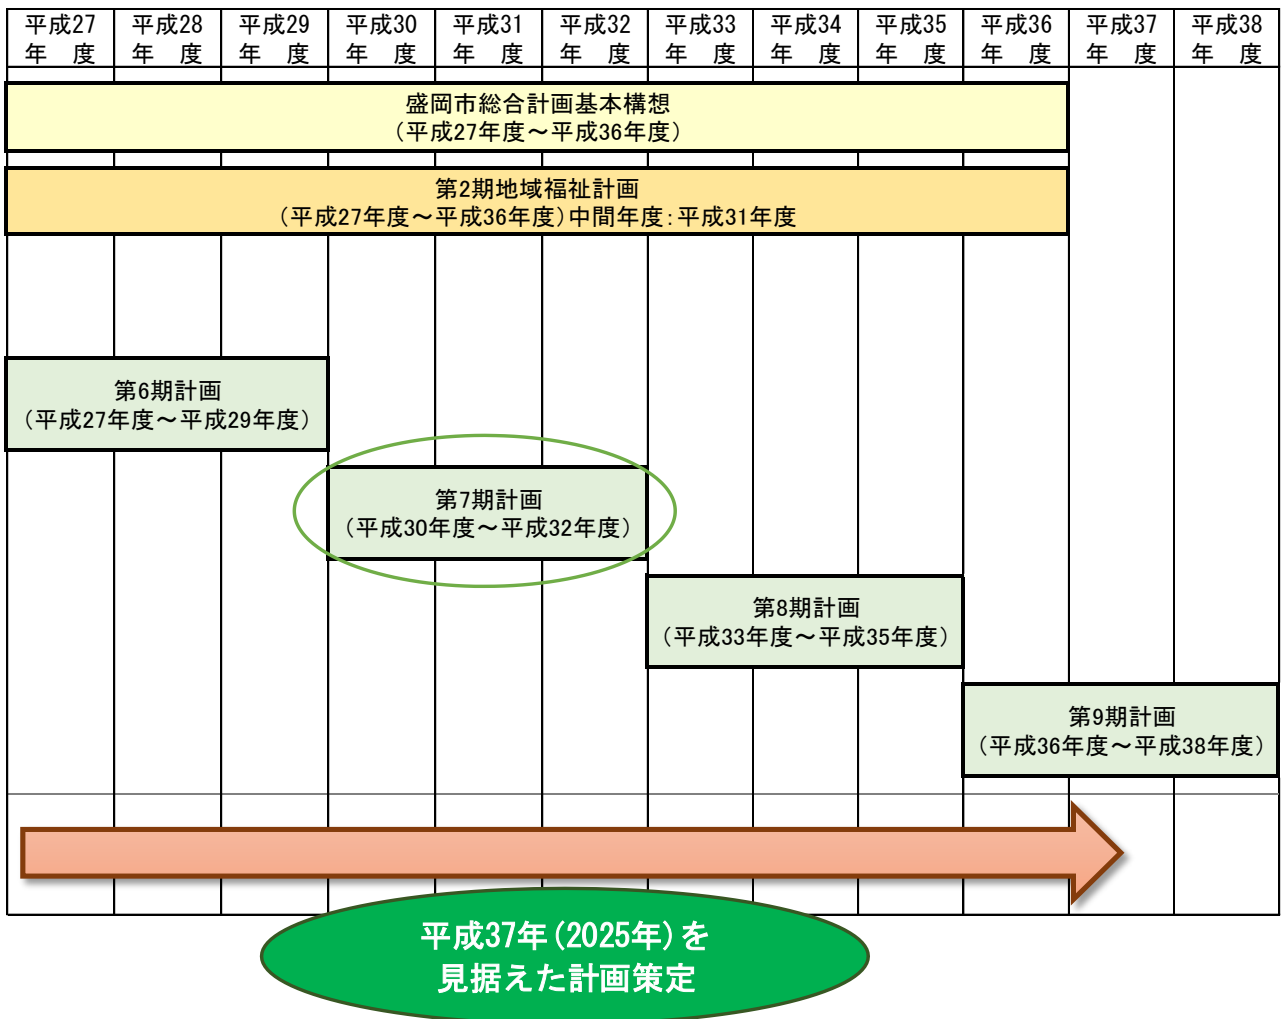 平成27 平成28 平成29 平成30 平成31 平成32 平成33 平成34 平成35 平成36 平成37 平成38
年　度 年　度 年　度 年　度 年　度 年　度 年　度 年　度 年　度 年　度 年　度 年　度
盛岡市総合計画基本構想
（平成27年度～平成36年度）
第2期地域福祉計画
（平成27年度～平成36年度）中間年度：平成31年度
第6期計画
（平成27年度～平成29年度）
第7期計画
（平成30年度～平成32年度）
第8期計画
（平成33年度～平成35年度）
第9期計画
（平成36年度～平成38年度）
平成37年（2025年）を
見据えた計画策定